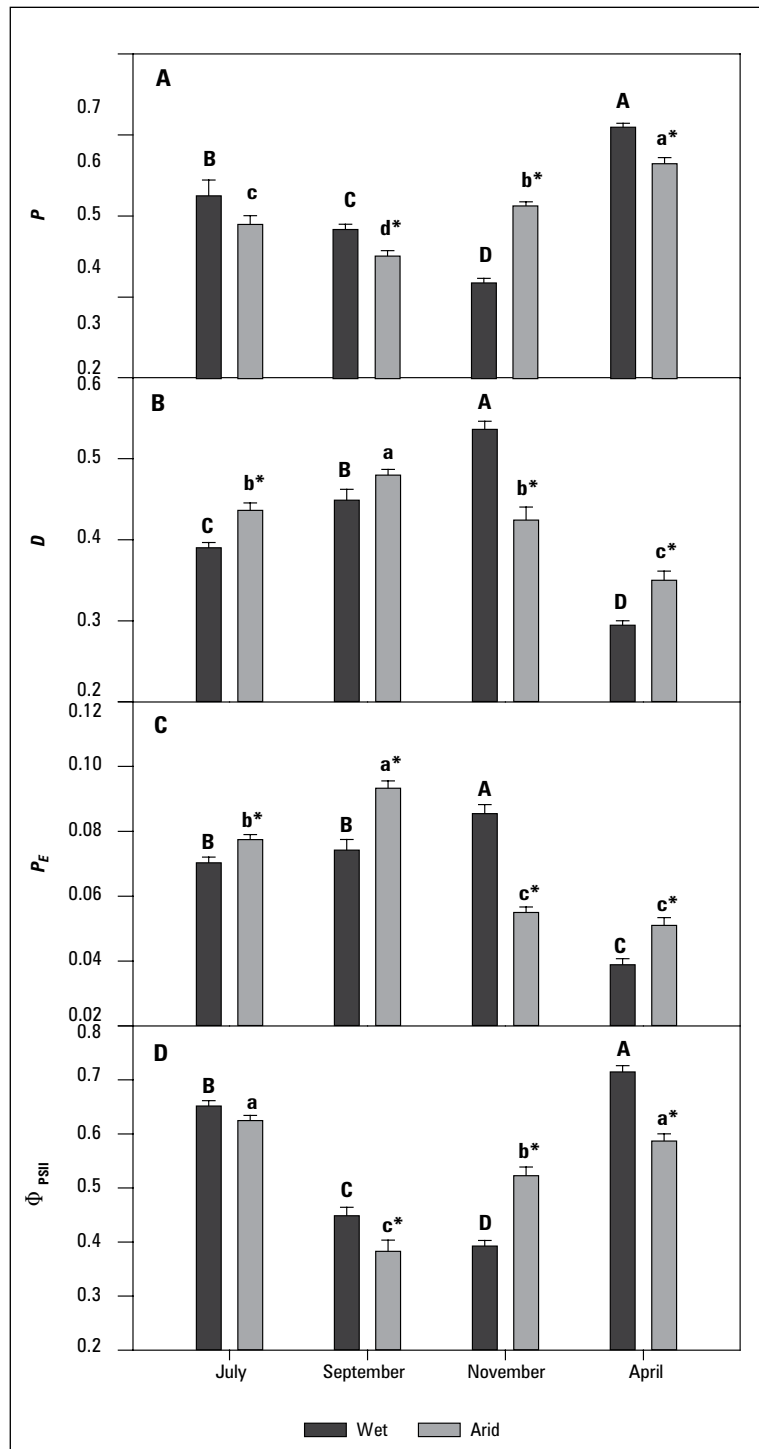 A
0.7
A
B
a*
0.6
b*
c
C
P
0.5
d*
D
0.4
0.3
0.2
0.6
B
A
0.5
a
B
b*
b*
C
D
0.4
c*
D
0.3
0.2
0.12
C
0.10
a*
A
b*
B
B
0.08
P_E
0.06
c*
c*
C
0.04
0.02
0.8
D
A
0.7
B
a
a*
0.6
b*
Φ PSII
0.5
C
c*
D
0.4
0.3
0.2
July September November April
Wet Arid